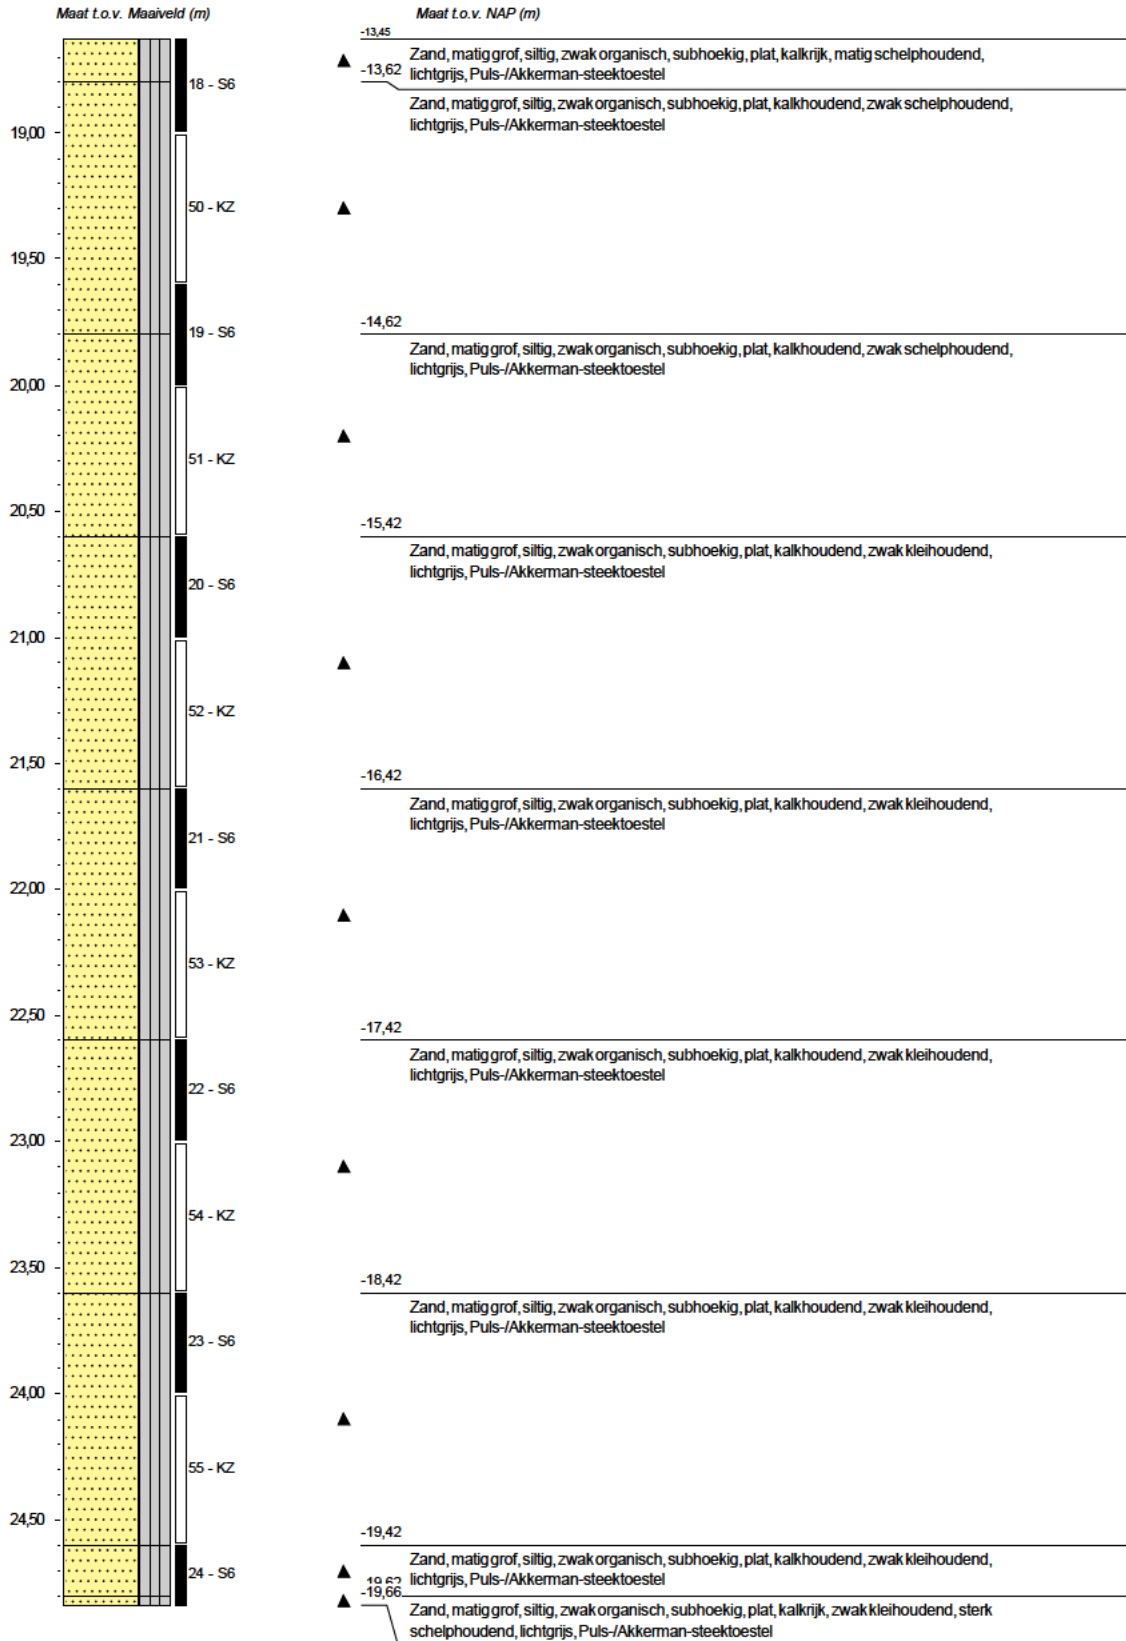 Maat t.o.v. Maaiveld (m)
Maat t.o.v. NAP (m)
-13,45
Zand, matig grof, siltig, zwak organisch, subhoekig, plat, kalkrijk, matig schelphoudend,
lichtgrijs, Puls-/Akkerman-steektoestel
-13,62
18 - S6
Zand, matig grof, siltig, zwak organisch, subhoekig, plat, kalkhoudend, zwak schelphoudend,
lichtgrijs, Puls-/Akkerman-steektoestel
19,00
50 - KZ
19,50
-14,62
19 - S6
Zand, matig grof, siltig, zwak organisch, subhoekig, plat, kalkhoudend, zwak schelphoudend,
lichtgrijs, Puls-/Akkerman-steektoestel
20,00
51 - KZ
20,50
-15,42
Zand, matig grof, siltig, zwak organisch, subhoekig, plat, kalkhoudend, zwak kleihoudend,
lichtgrijs, Puls-/Akkerman-steektoestel
20 - S6
21,00
52 - KZ
21,50
-16,42
Zand, matig grof, siltig, zwak organisch, subhoekig, plat, kalkhoudend, zwak kleihoudend,
lichtgrijs, Puls-/Akkerman-steektoestel
21 - S6
22,00
53 - KZ
22,50
-17,42
Zand, matig grof, siltig, zwak organisch, subhoekig, plat, kalkhoudend, zwak kleihoudend,
lichtgrijs, Puls-/Akkerman-steektoestel
22 - S6
23,00
54 - KZ
23,50
-18,42
Zand, matig grof, siltig, zwak organisch, subhoekig, plat, kalkhoudend, zwak kleihoudend,
lichtgrijs, Puls-/Akkerman-steektoestel
23 - S6
24,00
55 - KZ
24,50
-19,42
Zand, matig grof, siltig, zwak organisch, subhoekig, plat, kalkhoudend, zwak kleihoudend,
lichtgrijs, Puls-/Akkerman-steektoestel
24 - S6
19,62
-19,66
Zand, matig grof, siltig, zwak organisch, subhoekig, plat, kalkrijk, zwak kleihoudend, sterk
schelphoudend, lichtgrijs, Puls-/Akkerman-steektoestel